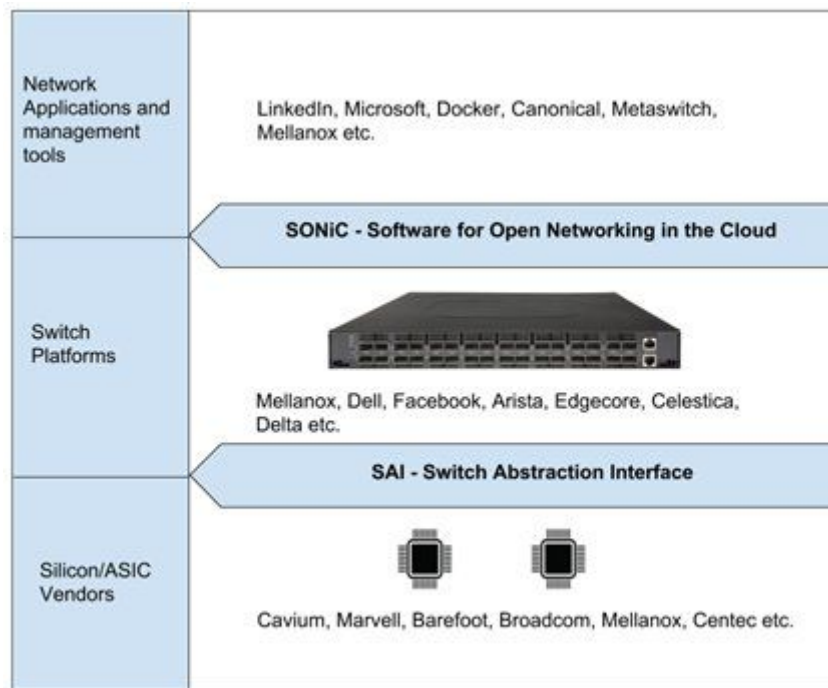 Network
Applications and
management
tools
LinkedIn, Microsoft, Docker, Canonical, Metaswitch,
Mellanox etc.
SONiC - Software for Open Networking in the Cloud
Switch
Platforms
Mellanox, Dell, Facebook, Arista, Edgecore, Celestica,
Delta etc.
SAI - Switch Abstraction Interface
Silicon/ASIC
Vendors
Cavium, Marvell, Barefoot, Broadcom, Mellanox, Centec etc.